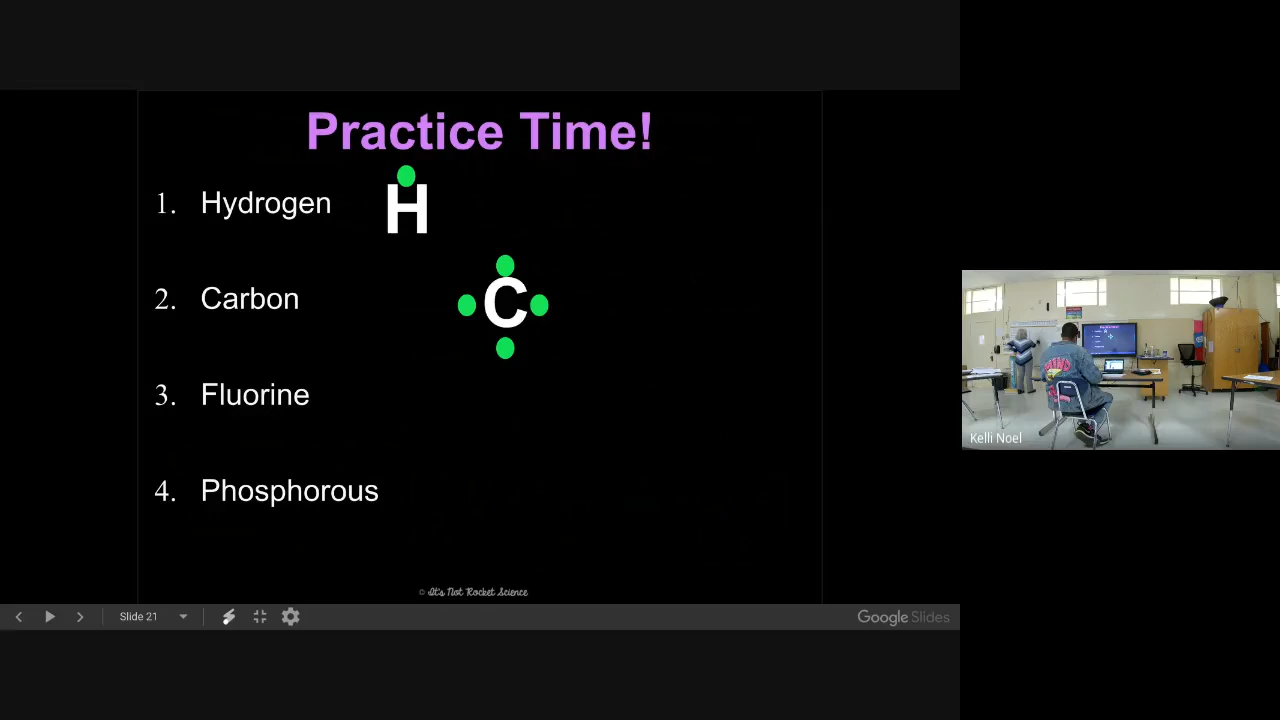 Practice Time!
1. Hydrogen H
2. Carbon C
3. Fluorine
4. Phosphorous
© It's Not Rocket Science
Slide 21
Google Slides
Kelli Noel